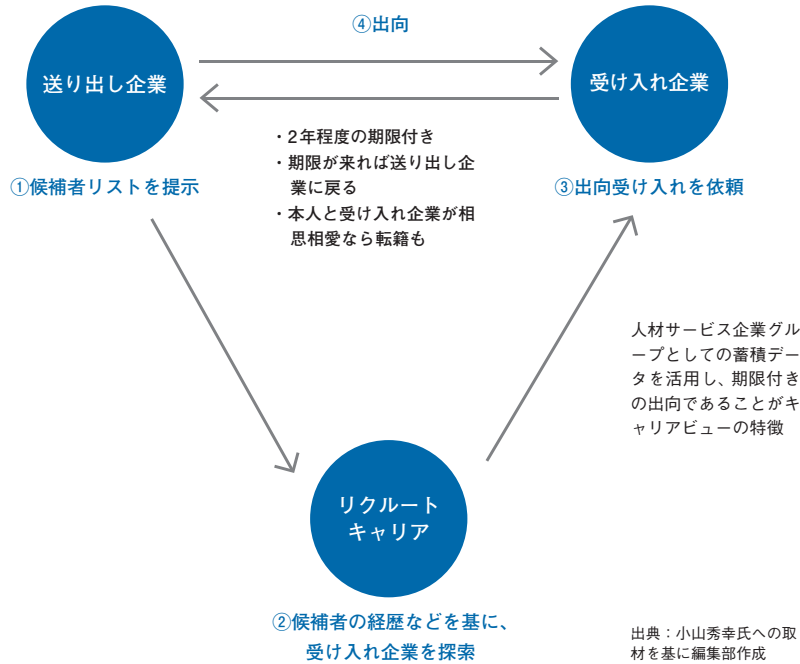 ④出向
送り出し企業
受け入れ企業
・2年程度の期限付き
・期限が来れば送り出し企
業に戻る
・本人と受け入れ企業が相
思相愛なら転籍も
①候補者リストを提示
③出向受け入れを依頼
人材サービス企業グル
ープとしての蓄積デー
タを活用し、期限付き
の出向であることがキ
ャリアビューの特徴
リクルート
キャリア
②候補者の経歴などを基に、
受け入れ企業を探索
出典：小山秀幸氏への取
材を基に編集部作成